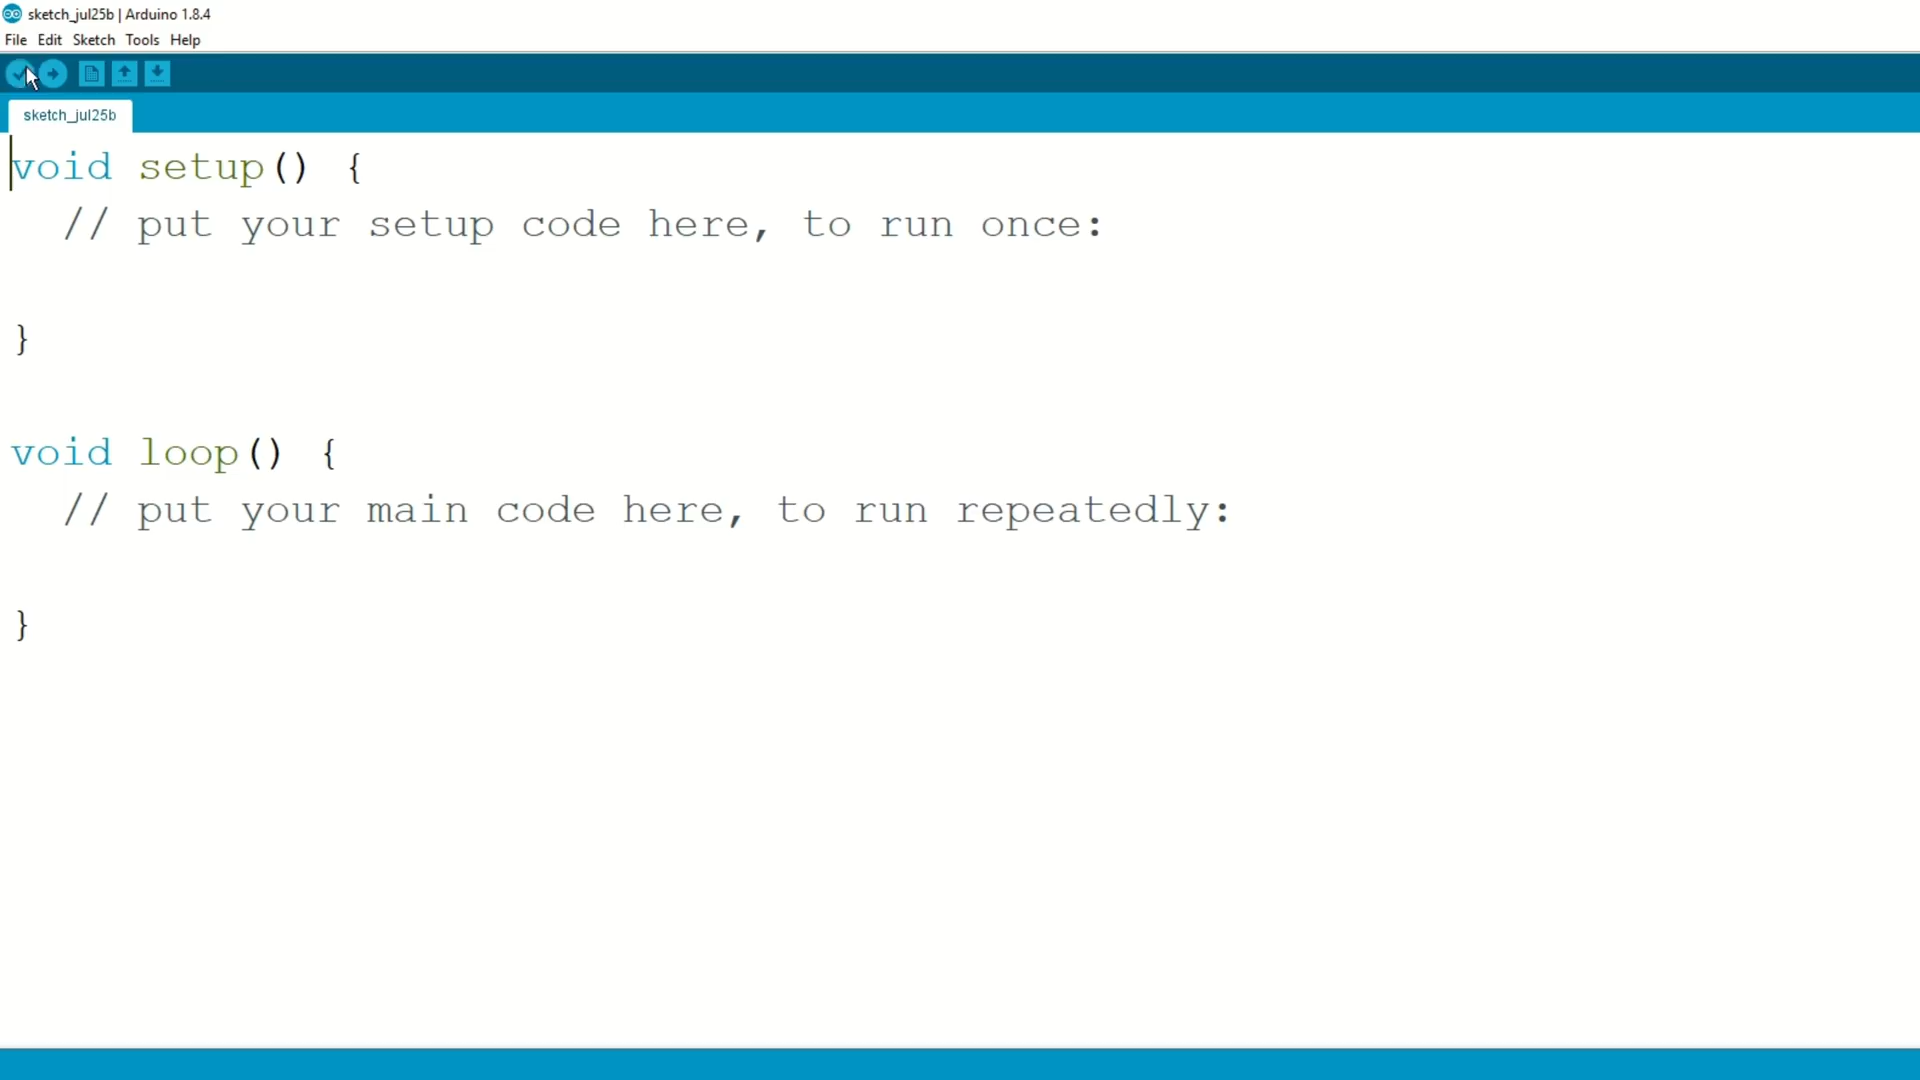 sketch_jul25b | Arduino 1.8.4
File Edit Sketch Tools Help
sketch_jul25b
void setup() {
  // put your setup code here, to run once:
}
void loop() {
  // put your main code here, to run repeatedly:
}